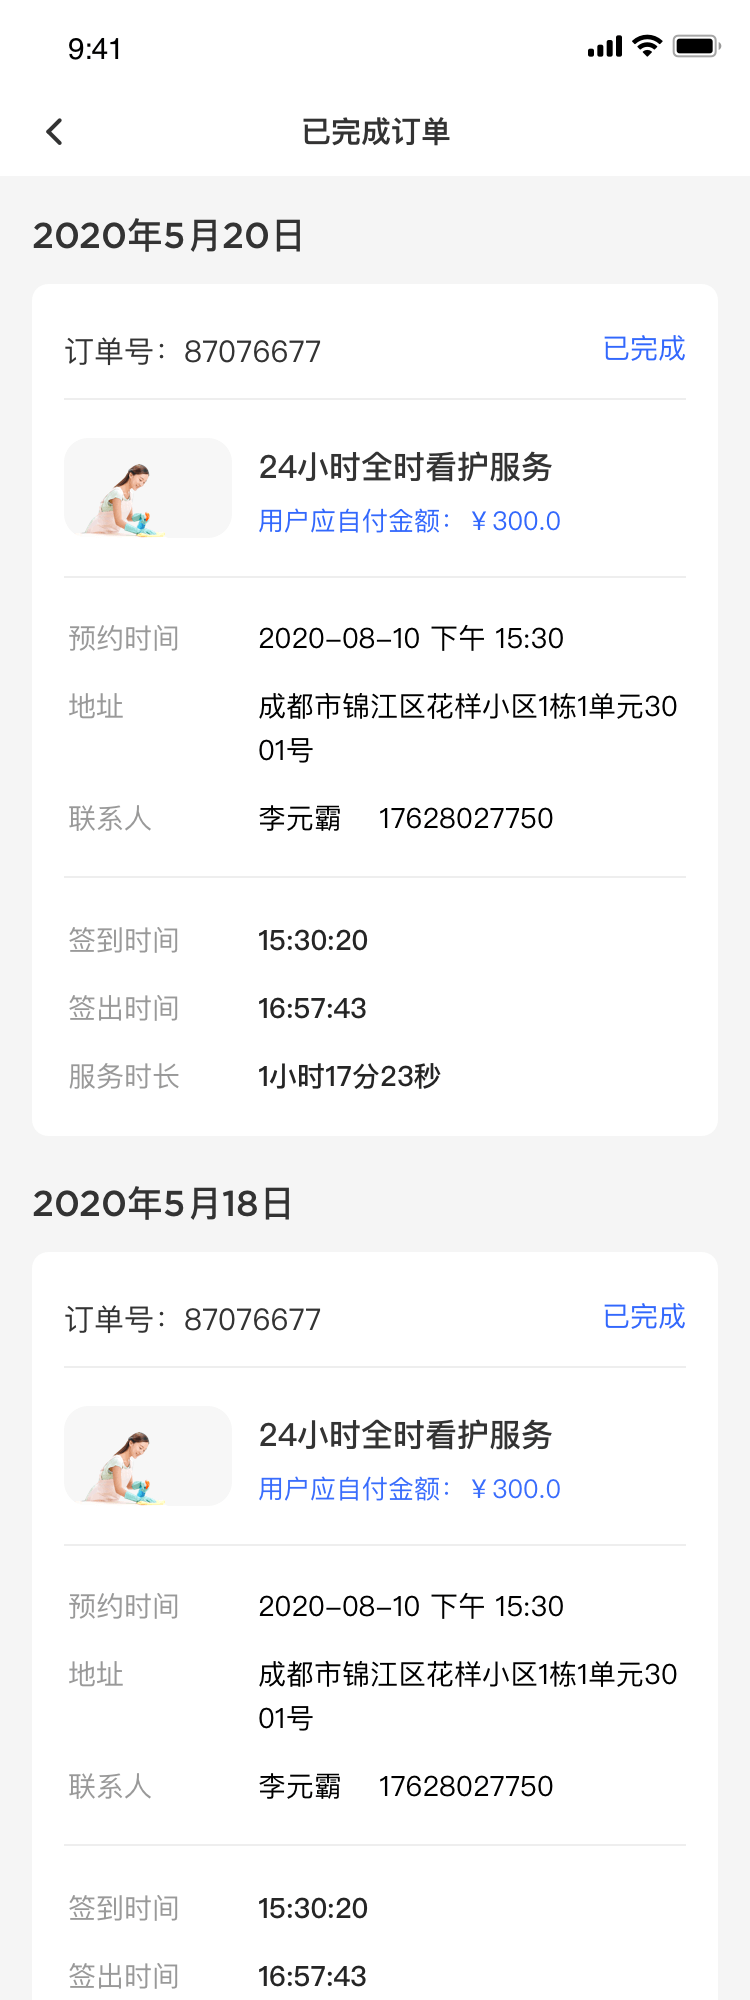 9:41
已完成订单
2020年5月20日
订单号：87076677
已完成
24小时全时看护服务
用户应自付金额：￥300.0
预约时间 2020-08-10 下午 15:30
地址 成都市锦江区花样小区1栋1单元30
01号
联系人 李元霸 17628027750
签到时间 15:30:20
签出时间 16:57:43
服务时长 1小时17分23秒
2020年5月18日
订单号：87076677
已完成
24小时全时看护服务
用户应自付金额：￥300.0
预约时间 2020-08-10 下午 15:30
地址 成都市锦江区花样小区1栋1单元30
01号
联系人 李元霸 17628027750
签到时间 15:30:20
签出时间 16:57:43